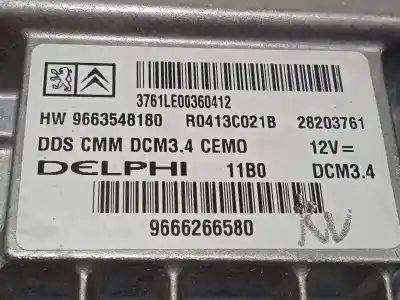 3761LE00360412
HW 9663548180 R0413C021B 28203761
DDS CMM DCM3.4 CEMO 12V=
DELPHI 11B0 DCM3.4
9666266580